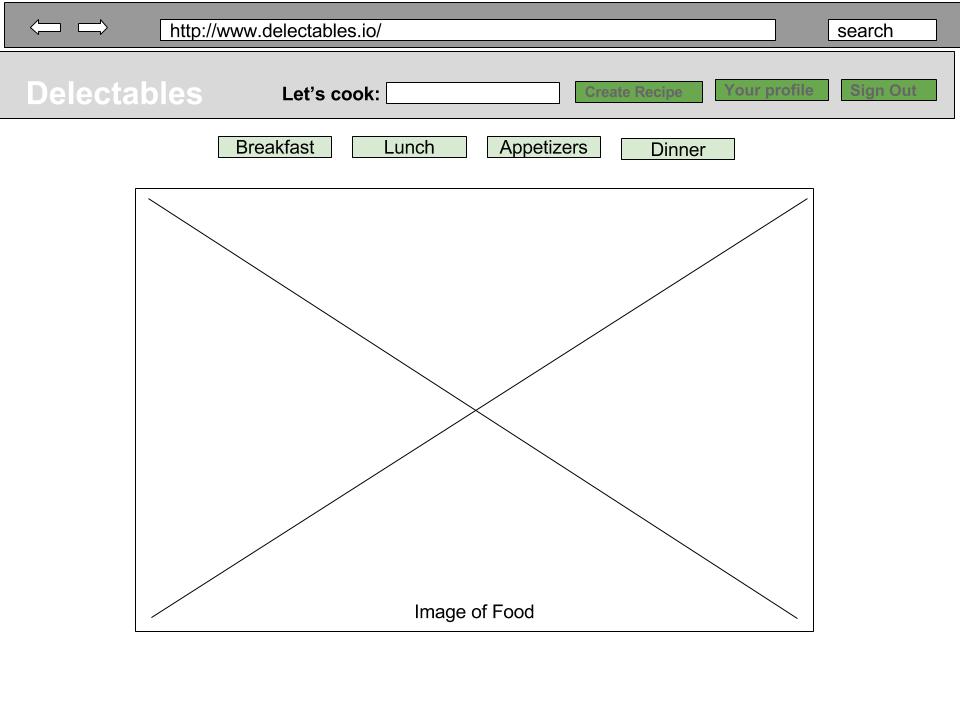 http://www.delectables.io/
search
Delectables
Let's cook:
Create Recipe
Your profile
Sign Out
Breakfast
Lunch
Appetizers
Dinner
Image of Food